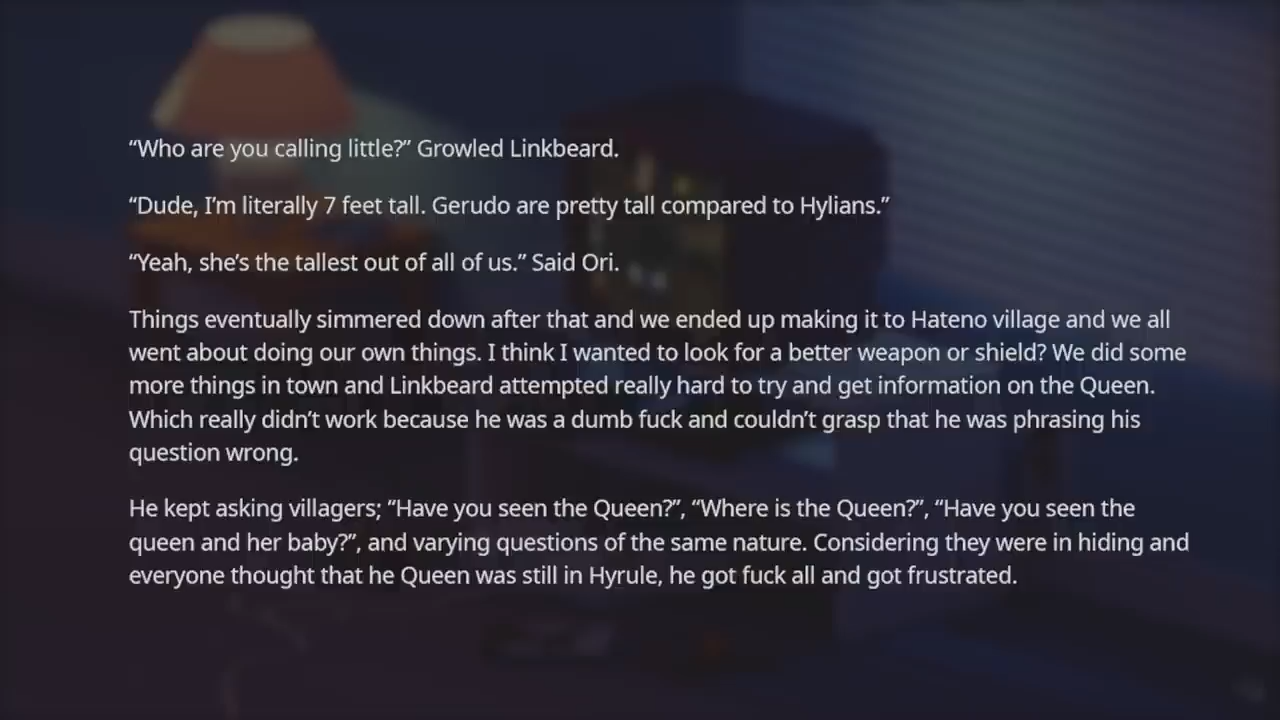 “Who are you calling little?” Growled Linkbeard.
“Dude, I’m literally 7 feet tall. Gerudo are pretty tall compared to Hylians.”
“Yeah, she’s the tallest out of all of us.” Said Ori.
Things eventually simmered down after that and we ended up making it to Hateno village and we all
went about doing our own things. I think I wanted to look for a better weapon or shield? We did some
more things in town and Linkbeard attempted really hard to try and get information on the Queen.
Which really didn’t work because he was a dumb fuck and couldn’t grasp that he was phrasing his
question wrong.
He kept asking villagers; “Have you seen the Queen?”, “Where is the Queen?”, “Have you seen the
queen and her baby?”, and varying questions of the same nature. Considering they were in hiding and
everyone thought that he Queen was still in Hyrule, he got fuck all and got frustrated.